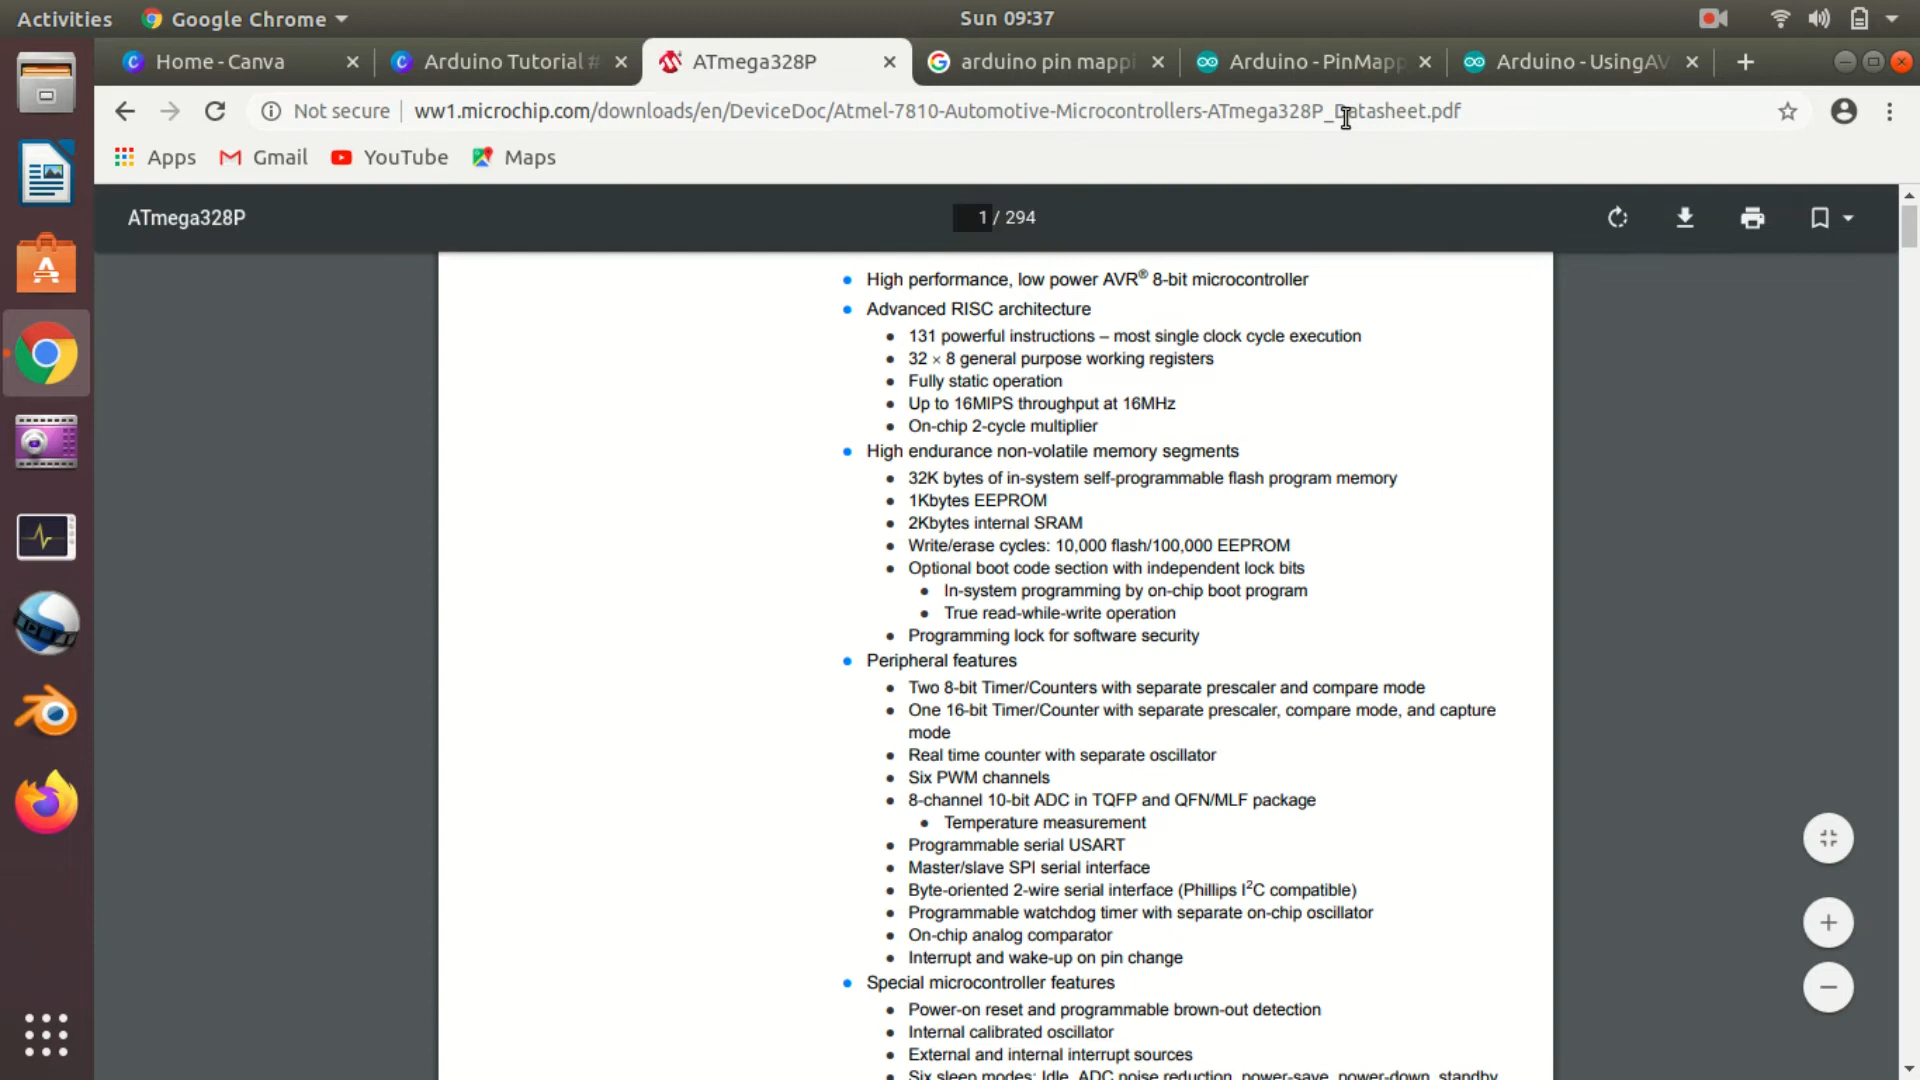 Activities Google Chrome Sun 09:37
Home - Canva Arduino Tutorial # ATmega328P arduino pin mappi Arduino - PinMapp Arduino - UsingAV
Not secure ww1.microchip.com/downloads/en/DeviceDoc/Atmel-7810-Automotive-Microcontrollers-ATmega328P_Datasheet.pdf
Apps Gmail YouTube Maps
ATmega328P 1 / 294
High performance, low power AVR® 8-bit microcontroller
Advanced RISC architecture
131 powerful instructions – most single clock cycle execution
32 × 8 general purpose working registers
Fully static operation
Up to 16MIPS throughput at 16MHz
On-chip 2-cycle multiplier
High endurance non-volatile memory segments
32K bytes of in-system self-programmable flash program memory
1Kbytes EEPROM
2Kbytes internal SRAM
Write/erase cycles: 10,000 flash/100,000 EEPROM
Optional boot code section with independent lock bits
In-system programming by on-chip boot program
True read-while-write operation
Programming lock for software security
Peripheral features
Two 8-bit Timer/Counters with separate prescaler and compare mode
One 16-bit Timer/Counter with separate prescaler, compare mode, and capture
mode
Real time counter with separate oscillator
Six PWM channels
8-channel 10-bit ADC in TQFP and QFN/MLF package
Temperature measurement
Programmable serial USART
Master/slave SPI serial interface
Byte-oriented 2-wire serial interface (Phillips I²C compatible)
Programmable watchdog timer with separate on-chip oscillator
On-chip analog comparator
Interrupt and wake-up on pin change
Special microcontroller features
Power-on reset and programmable brown-out detection
Internal calibrated oscillator
External and internal interrupt sources
Six sleep modes: Idle, ADC noise reduction, power-save, power-down, standby,